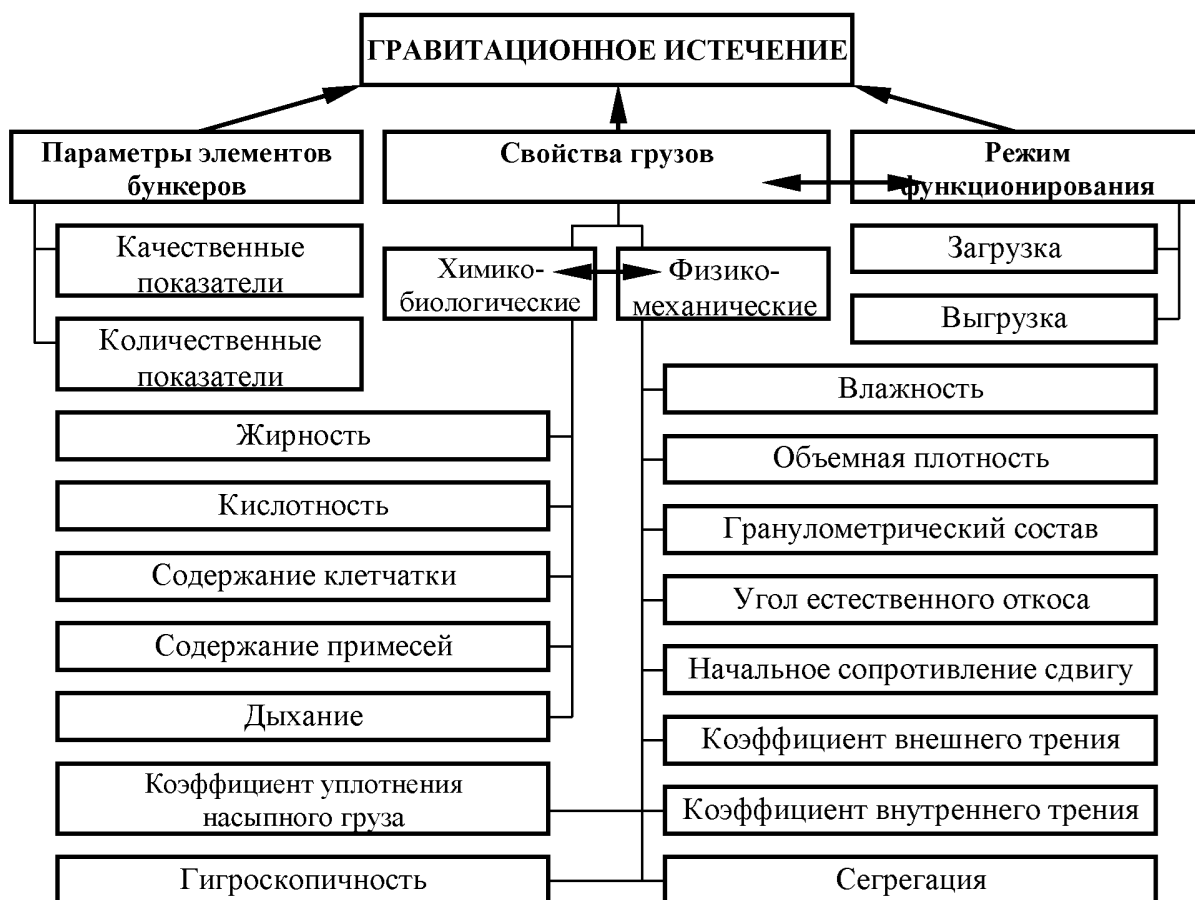 ГРАВИТАЦИОННОЕ ИСТЕЧЕНИЕ
Параметры элементов
бункеров
Свойства грузов
Режим
функционирования
Качественные
показатели
Количественные
показатели
Химико-
биологические
Физико-
механические
Загрузка
Выгрузка
Жирность
Кислотность
Содержание клетчатки
Содержание примесей
Дыхание
Коэффициент уплотнения
насыпного груза
Гигроскопичность
Влажность
Объемная плотность
Гранулометрический состав
Угол естественного откоса
Начальное сопротивление сдвигу
Коэффициент внешнего трения
Коэффициент внутреннего трения
Сегрегация